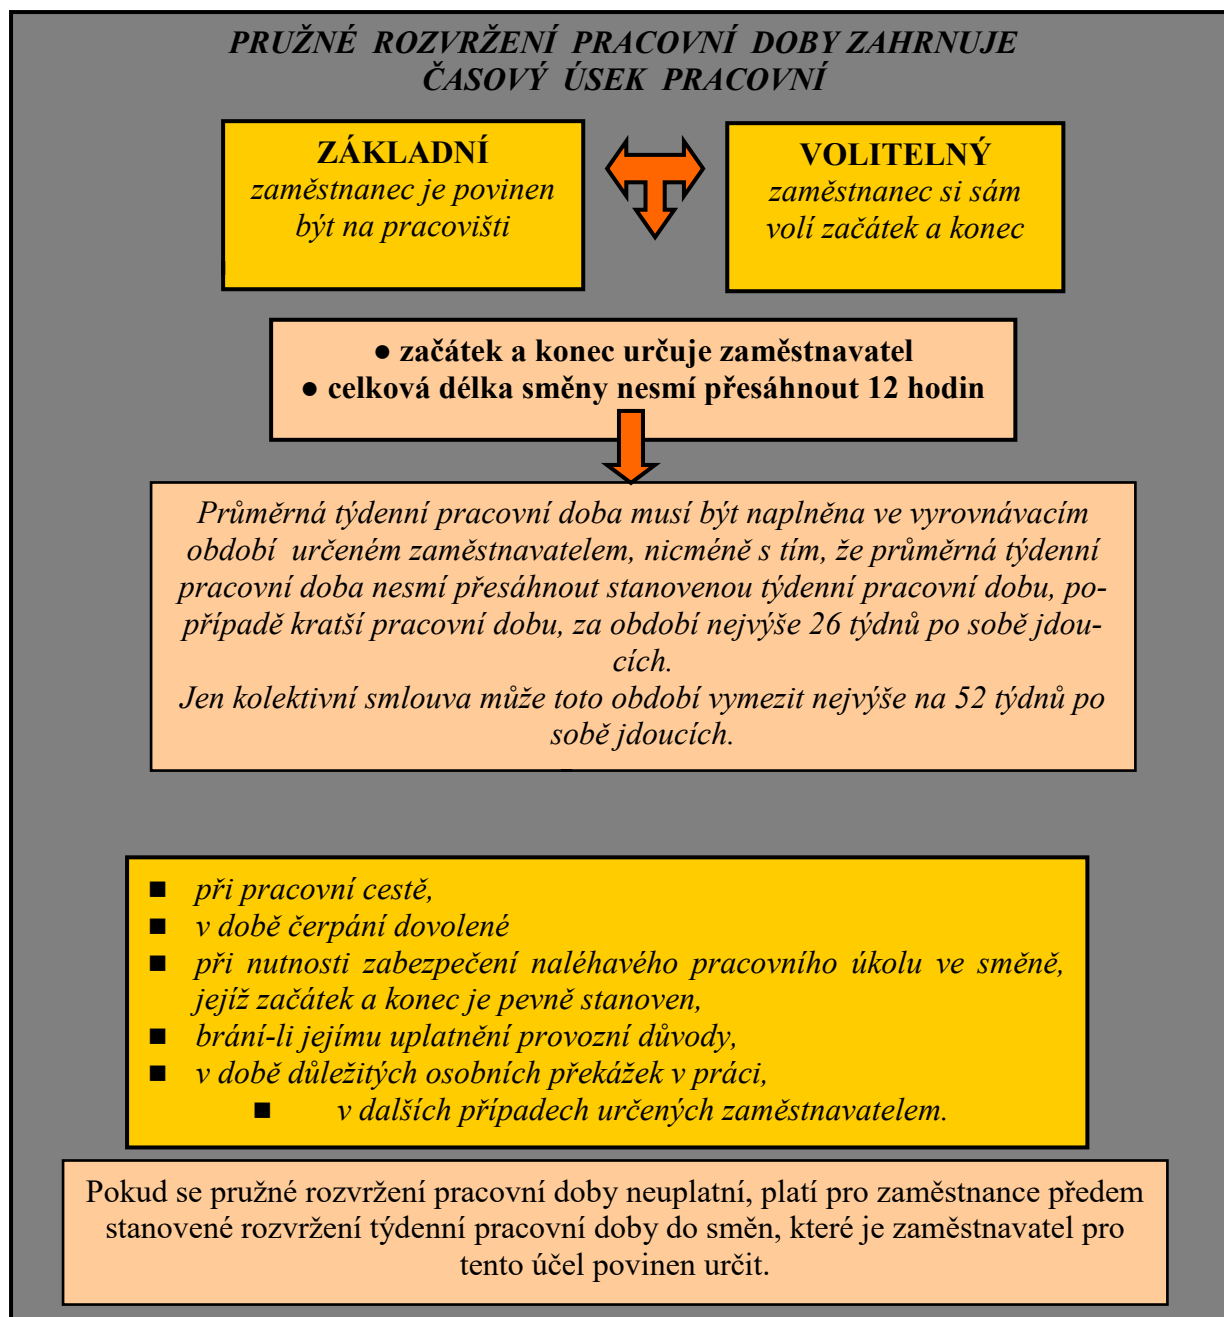 PRUŽNÉ ROZVRŽENÍ PRACOVNÍ DOBY ZAHRNUJE
ČASOVÝ ÚSEK PRACOVNÍ
ZÁKLADNÍ
zaměstnanec je povinen
být na pracovišti
VOLITELNÝ
zaměstnanec si sám
volí začátek a konec
● začátek a konec určuje zaměstnavatel
● celková délka směny nesmí přesáhnout 12 hodin
Průměrná týdenní pracovní doba musí být naplněna ve vyrovnávacím
období určeném zaměstnavatelem, nicméně s tím, že průměrná týdenní
pracovní doba nesmí přesáhnout stanovenou týdenní pracovní dobu, po-
případě kratší pracovní dobu, za období nejvýše 26 týdnů po sobě jdou-
cích.
Jen kolektivní smlouva může toto období vymezit nejvýše na 52 týdnů po
sobě jdoucích.
■ při pracovní cestě,
■ v době čerpání dovolené
■ při nutnosti zabezpečení naléhavého pracovního úkolu ve směně,
jejíž začátek a konec je pevně stanoven,
■ brání-li jejímu uplatnění provozní důvody,
■ v době důležitých osobních překážek v práci,
■ v dalších případech určených zaměstnavatelem.
Pokud se pružné rozvržení pracovní doby neuplatní, platí pro zaměstnance předem
stanovené rozvržení týdenní pracovní doby do směn, které je zaměstnavatel pro
tento účel povinen určit.